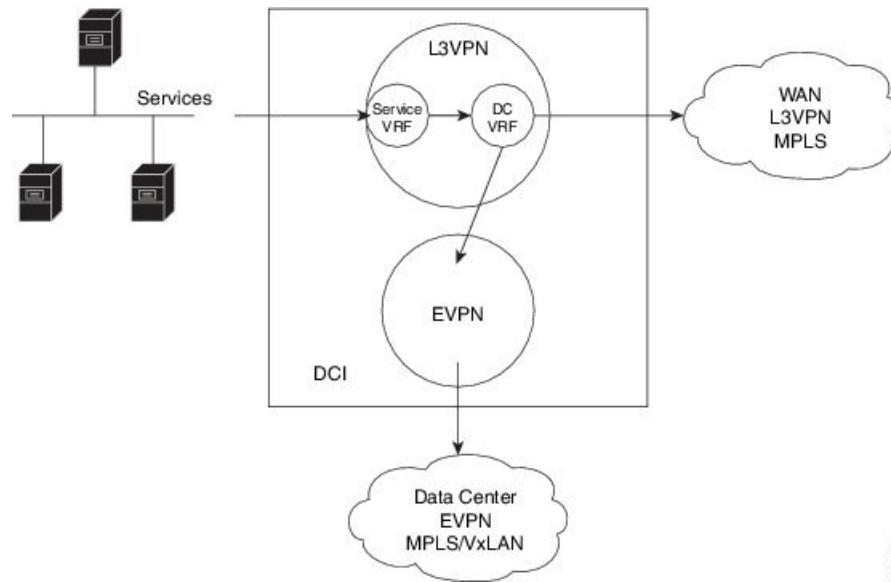 L3VPN
Services
Service
VRF
DC
VRF
WAN
L3VPN
MPLS
EVPN
DCI
Data Center
EVPN
MPLS/VxLAN